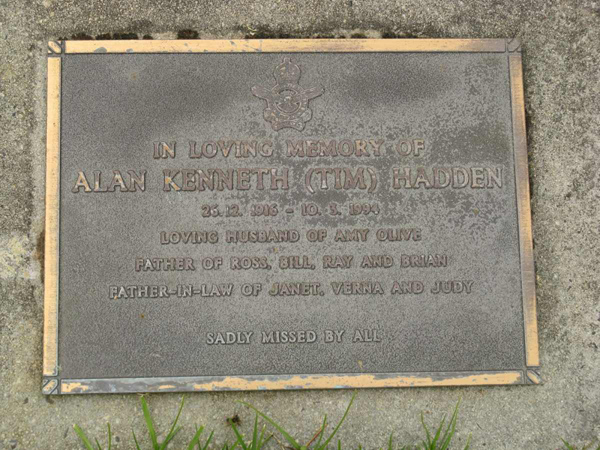 IN LOVING MEMORY OF
ALAN KENNETH (TIM) HADDEN
26.12.1916 - 10.3.1994
LOVING HUSBAND OF AMY OLIVE
FATHER OF ROSS, BILL, RAY AND BRIAN
FATHER-IN-LAW OF JANET, VERNA AND JUDY
SADLY MISSED BY ALL